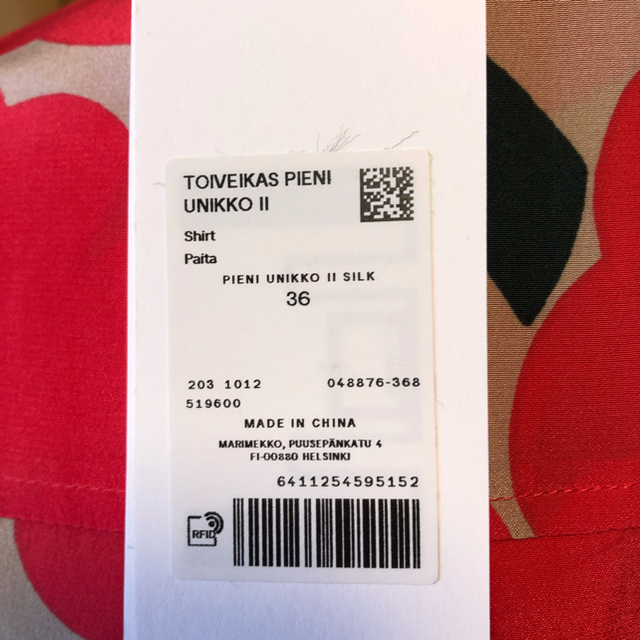 TOIVEIKAS PIENI
UNIKKO II
Shirt
Paita
PIENI UNIKKO II SILK
36
203 1012 048876-368
519600
MADE IN CHINA
MARIMEKKO, PUUSEPÄNKATU 4
FI-00880 HELSINKI
6411254595152
RFID